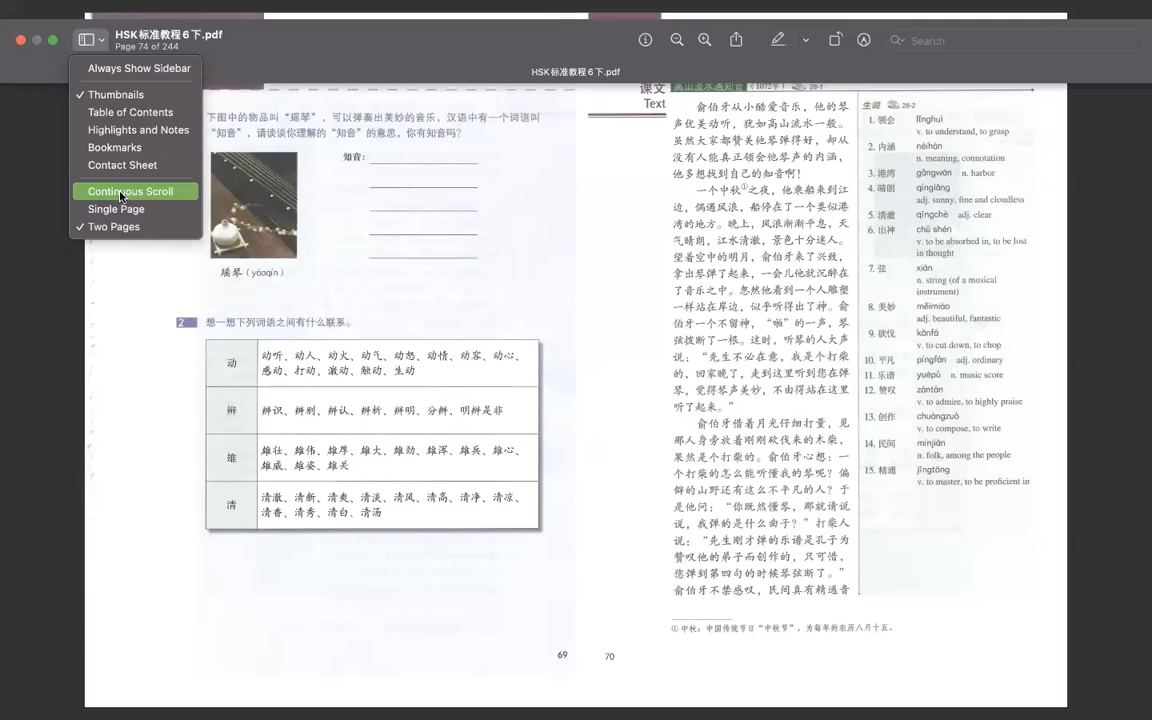 HSK标准教程6下.pdf
Page 74 of 244
Search
HSK标准教程6下.pdf
Always Show Sidebar
✓ Thumbnails
Table of Contents
Highlights and Notes
Bookmarks
Contact Sheet
Continuous Scroll
Single Page
✓ Two Pages
下图中的物品叫“瑶琴”，可以弹奏出美妙的音乐，汉语中有一个词语叫
“知音”，请谈谈你理解的“知音”的意思，你有知音吗？
知音：
瑶琴（yáoqín）
2 想一想下列词语之间有什么联系。
动 动听、动人、动火、动气、动怒、动情、动容、动心、
感动、打动、激动、触动、生动
辨 辨识、辨别、辨认、辨析、辨明、分辨、明辨是非
雄 雄壮、雄伟、雄厚、雄大、雄劲、雄浑、雄兵、雄心、
雄威、雄姿、雄关
清 清澈、清新、清爽、清淡、清风、清高、清净、清凉、
清香、清秀、清白、清汤
69
课文
Text
高山流水遇知音（1072字） 28-1
俞伯牙从小酷爱音乐，他的琴
声优美动听，犹如高山流水一般。
虽然大家都赞美他琴弹得好，却从
没有人能真正领会他琴声的内涵，
他多想找到自己的知音啊！
一个中秋①之夜，他乘船来到江
边，偶遇风浪，船停在了一个类似港
湾的地方。晚上，风浪渐渐平息，天
气晴朗，江水清澈，景色十分迷人。
望着空中的明月，俞伯牙来了兴致，
拿出琴弹了起来，一会儿他就沉醉在
了音乐之中。忽然他看到一个人雕塑
一样站在岸边，似乎听得出了神。俞
伯牙一个不留神，“啪”的一声，琴
弦拨断了一根。这时，听琴的人大声
说：“先生不必在意，我是个打柴
的，回家晚了，走到这里听到您在弹
琴，觉得琴声美妙，不由得站在这里
听了起来。”
俞伯牙借着月光仔细打量，见
那人身旁放着刚刚砍伐来的木柴，
果然是个打柴的。俞伯牙心想：一
个打柴的怎么能听懂我的琴呢？偏
僻的山野还有这么不平凡的人？于
是他问：“你既然懂琴，那就请说
说，我弹的是什么曲子？”打柴人
说：“先生刚才弹的乐谱是孔子为
赞叹他的弟子而创作的，只可惜，
您弹到第四句的时候琴弦断了。”
俞伯牙不禁感叹，民间真有精通音
生词 28-2
1. 领会 lǐnghuì
v. to understand, to grasp
2. 内涵 nèihán
n. meaning, connotation
3. 港湾 gǎngwān n. harbor
4. 晴朗 qínglǎng
adj. sunny, fine and cloudless
5. 清澈 qīngchè adj. clear
6. 出神 chū shén
v. to be absorbed in, to be lost
in thought
7. 弦 xián
n. string (of a musical
instrument)
8. 美妙 měimiào
adj. beautiful, fantastic
9. 砍伐 kǎnfá
v. to cut down, to chop
10. 平凡 píngfán adj. ordinary
11. 乐谱 yuèpǔ n. music score
12. 赞叹 zàntàn
v. to admire, to highly praise
13. 创作 chuàngzuò
v. to compose, to write
14. 民间 mínjiān
n. folk, among the people
15. 精通 jīngtōng
v. to master, to be proficient in
① 中秋：中国传统节日“中秋节”，为每年的农历八月十五。
70